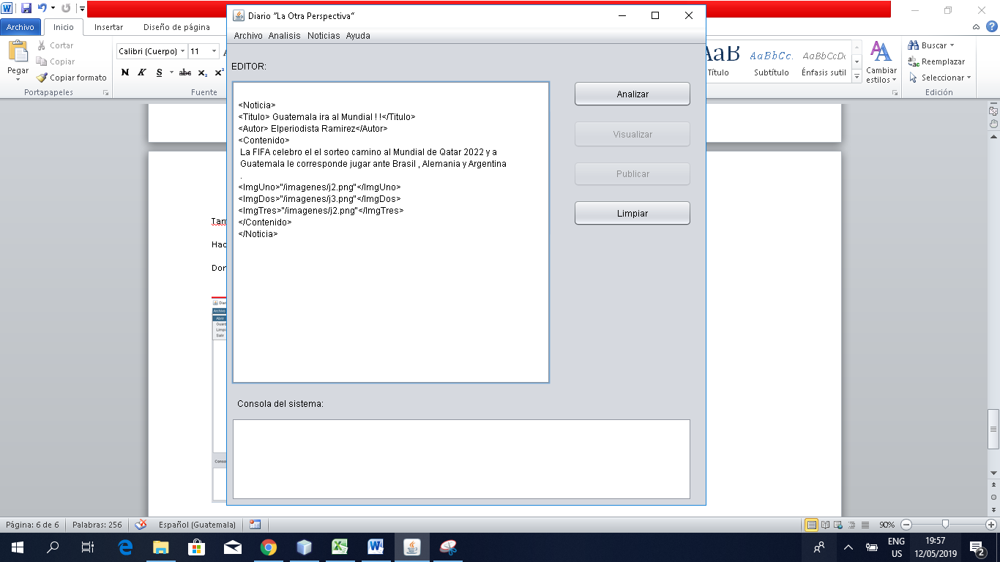 Diario "La Otra Perspectiva"
Archivo Inicio Insertar Diseño de página
Archivo Analisis Noticias Ayuda
Pegar
Cortar
Copiar
Copiar formato
Portapapeles
Calibri (Cuerpo) 11
N K S abc x₂ x²
Fuente
AaB AaBbCc. AaBbCcDc
Título Subtítulo Énfasis sutil
Cambiar
estilos
Buscar
Reemplazar
Seleccionar
Edición
EDITOR:
<Noticia>
<Titulo> Guatemala ira al Mundial ! !</Titulo>
<Autor> Elperiodista Ramirez</Autor>
<Contenido>
La FIFA celebro el el sorteo camino al Mundial de Qatar 2022 y a
Guatemala le corresponde jugar ante Brasil , Alemania y Argentina
.
<ImgUno>"/imagenes/j2.png"</ImgUno>
<ImgDos>"/imagenes/j3.png"</ImgDos>
<ImgTres>"/imagenes/j2.png"</ImgTres>
</Contenido>
</Noticia>
Analizar
Visualizar
Publicar
Limpiar
Consola del sistema:
Tam
Hac
Dor
Archivo
Abrir
Salir
Página: 6 de 6 Palabras: 256 Español (Guatemala) 90%
ENG
US
19:57
12/05/2019
2